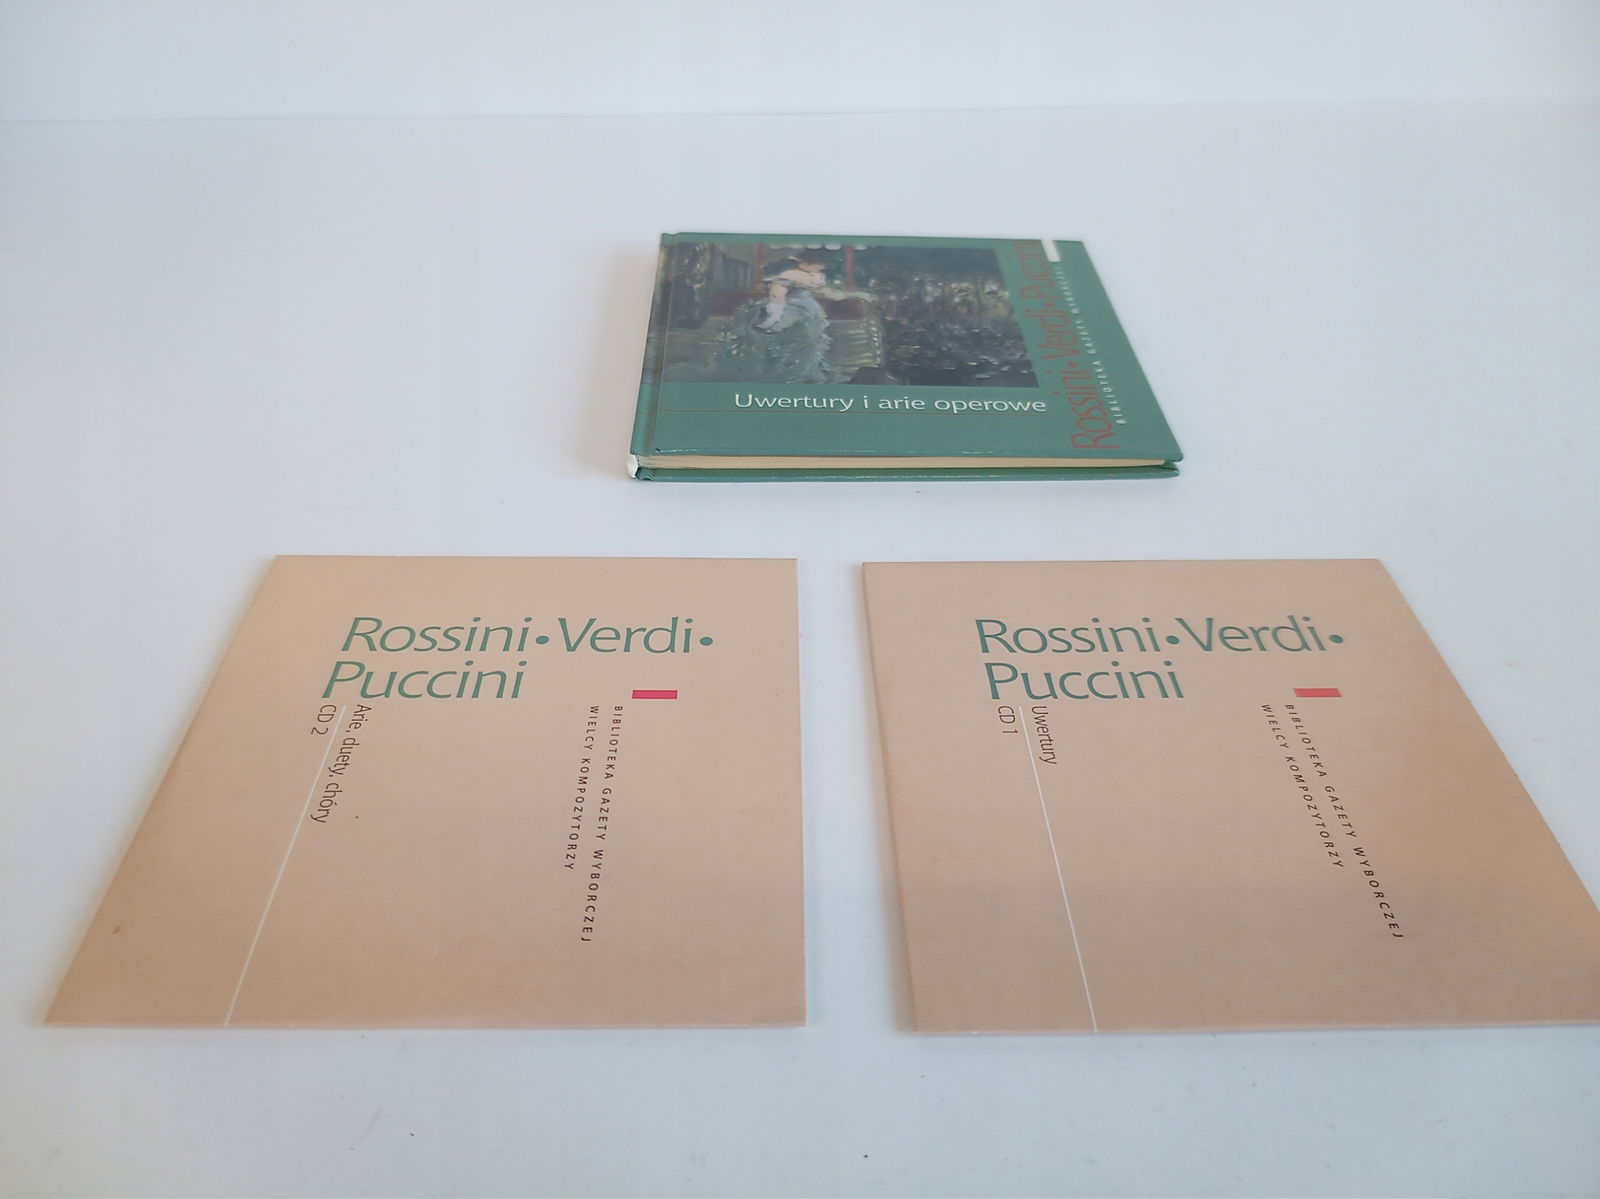 Uwertury i arie operowe
Rossini•Verdi•Puccini
BIBLIOTEKA GAZETY WYBORCZEJ
Rossini•Verdi•
Puccini
Arie, duety, chóry
CD 2
BIBLIOTEKA GAZETY WYBORCZEJ
WIELCY KOMPOZYTORZY
Rossini•Verdi•
Puccini
Uwertury
CD 1
BIBLIOTEKA GAZETY WYBORCZEJ
WIELCY KOMPOZYTORZY